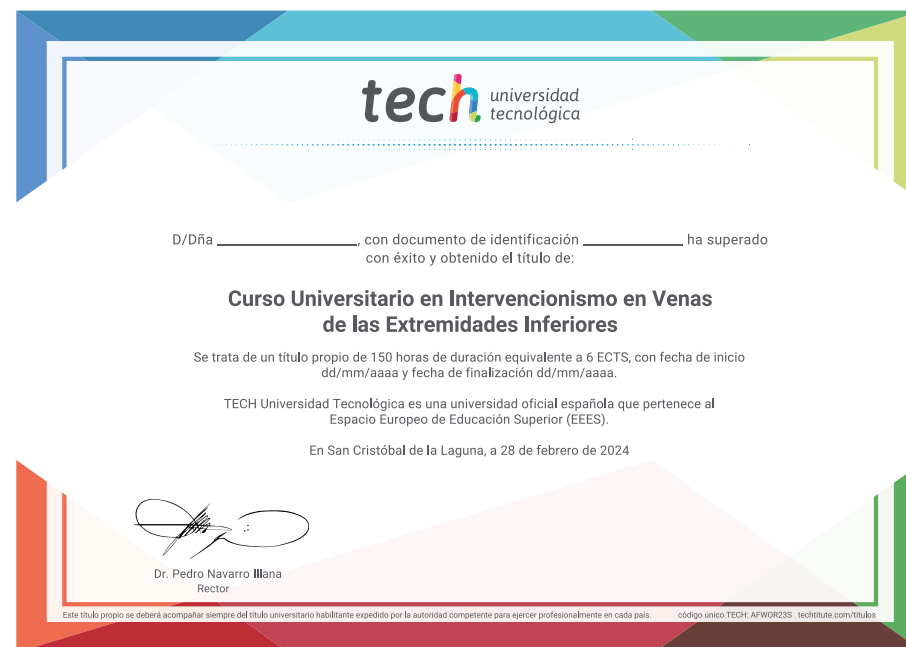 tech universidad
tecnológica
D/Dña ____________________, con documento de identificación ______________ ha superado
con éxito y obtenido el título de:
Curso Universitario en Intervencionismo en Venas
de las Extremidades Inferiores
Se trata de un título propio de 150 horas de duración equivalente a 6 ECTS, con fecha de inicio
dd/mm/aaaa y fecha de finalización dd/mm/aaaa.
TECH Universidad Tecnológica es una universidad oficial española que pertenece al
Espacio Europeo de Educación Superior (EEES).
En San Cristóbal de la Laguna, a 28 de febrero de 2024
Dr. Pedro Navarro Illana
Rector
Este título propio se deberá acompañar siempre del título universitario habilitante expedido por la autoridad competente para ejercer profesionalmente en cada país. código único TECH: AFWOR23S techtitute.com/titulos